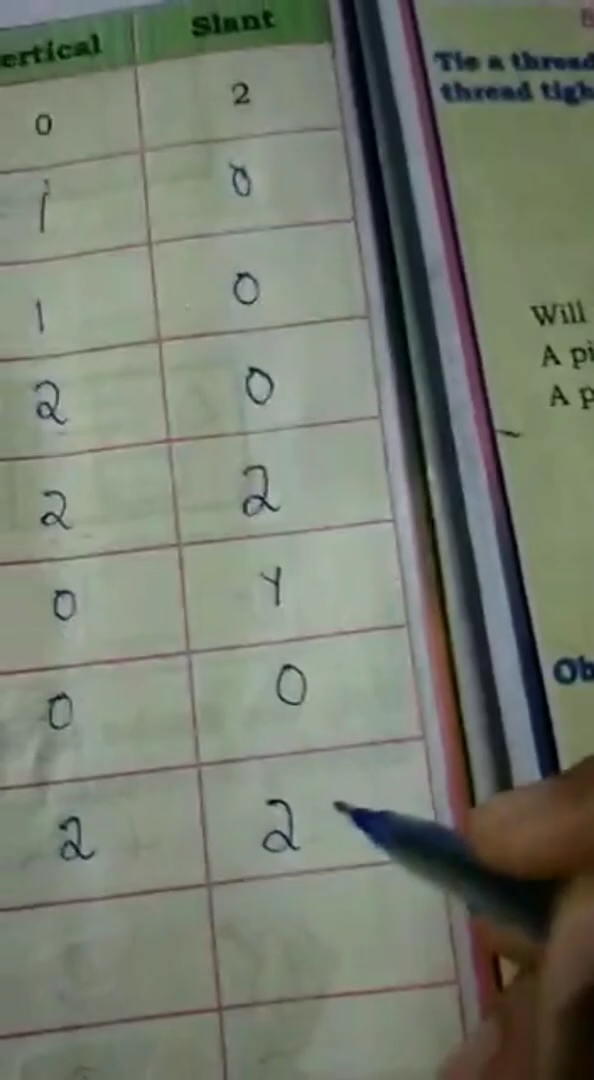 ertical Slant
0 2
1 0
1 0
2 0
2 2
0 4
0 0
2 2
Tie a thread
thread tigh
Will
A pi
A p
Ob